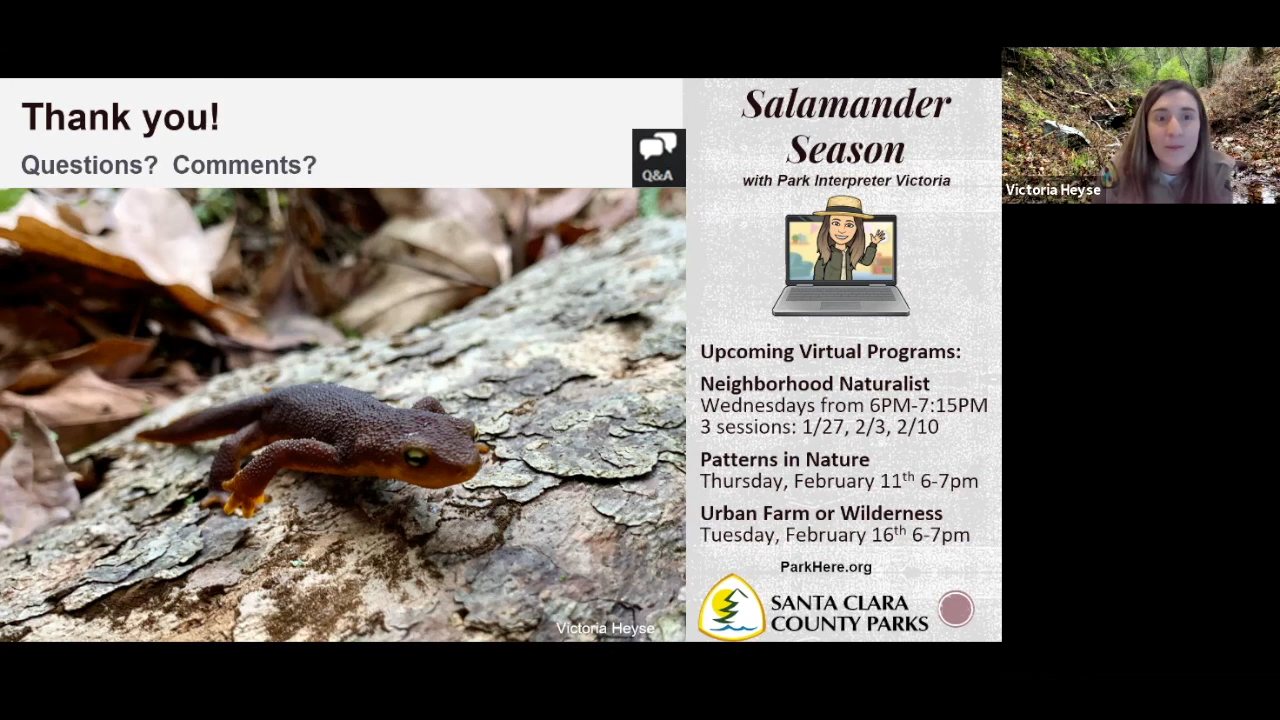 Thank you!
Questions?  Comments?
Q&A
Victoria Heyse
Salamander
Season
with Park Interpreter Victoria
Upcoming Virtual Programs:
Neighborhood Naturalist
Wednesdays from 6PM-7:15PM
3 sessions: 1/27, 2/3, 2/10
Patterns in Nature
Thursday, February 11th 6-7pm
Urban Farm or Wilderness
Tuesday, February 16th 6-7pm
ParkHere.org
SANTA CLARA
COUNTY PARKS
Victoria Heyse